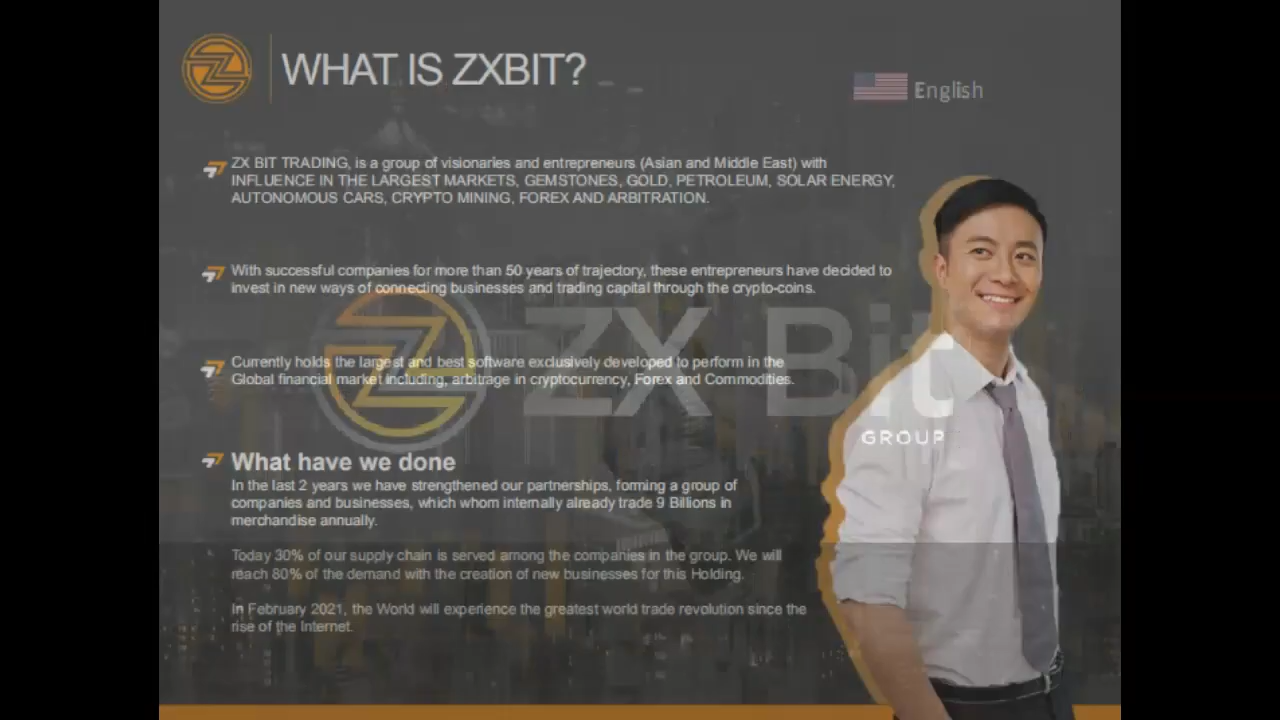 WHAT IS ZXBIT?
English
ZX BIT TRADING, is a group of visionaries and entrepreneurs (Asian and Middle East) with
INFLUENCE IN THE LARGEST MARKETS, GEMSTONES, GOLD, PETROLEUM, SOLAR ENERGY,
AUTONOMOUS CARS, CRYPTO MINING, FOREX AND ARBITRATION.
With successful companies for more than 50 years of trajectory, these entrepreneurs have decided to
invest in new ways of connecting businesses and trading capital through the crypto-coins.
ZX Bit
GROUP
Currently holds the largest and best software exclusively developed to perform in the
Global financial market including, arbitrage in cryptocurrency, Forex and Commodities.
What have we done
In the last 2 years we have strengthened our partnerships, forming a group of
companies and businesses, which whom internally already trade 9 Billions in
merchandise annually.
Today 30% of our supply chain is served among the companies in the group. We will
reach 80% of the demand with the creation of new businesses for this Holding.
In February 2021, the World will experience the greatest world trade revolution since the
rise of the Internet.